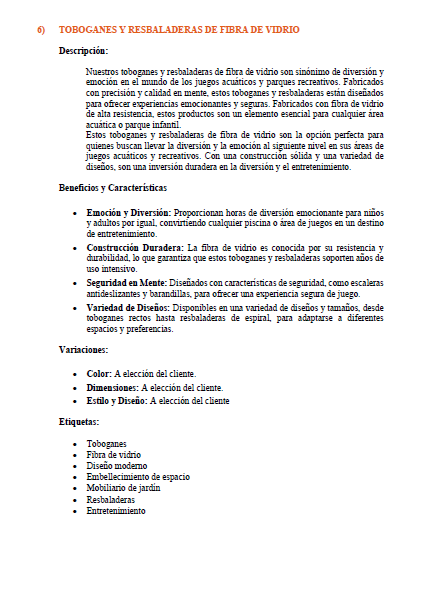 6) TOBOGANES Y RESBALADERAS DE FIBRA DE VIDRIO
Descripción:
Nuestros toboganes y resbaladeras de fibra de vidrio son sinónimo de diversión y
emoción en el mundo de los juegos acuáticos y parques recreativos. Fabricados
con precisión y calidad en mente, estos toboganes y resbaladeras están diseñados
para ofrecer experiencias emocionantes y seguras. Fabricados con fibra de vidrio
de alta resistencia, estos productos son un elemento esencial para cualquier área
acuática o parque infantil.
Estos toboganes y resbaladeras de fibra de vidrio son la opción perfecta para
quienes buscan llevar la diversión y la emoción al siguiente nivel en sus áreas de
juegos acuáticos y recreativos. Con una construcción sólida y una variedad de
diseños, son una inversión duradera en la diversión y el entretenimiento.
Beneficios y Características
• Emoción y Diversión: Proporcionan horas de diversión emocionante para niños
y adultos por igual, convirtiendo cualquier piscina o área de juegos en un destino
de entretenimiento.
• Construcción Duradera: La fibra de vidrio es conocida por su resistencia y
durabilidad, lo que garantiza que estos toboganes y resbaladeras soporten años de
uso intensivo.
• Seguridad en Mente: Diseñados con características de seguridad, como escaleras
antideslizantes y barandillas, para ofrecer una experiencia segura de juego.
• Variedad de Diseños: Disponibles en una variedad de diseños y tamaños, desde
toboganes rectos hasta resbaladeras de espiral, para adaptarse a diferentes
espacios y preferencias.
Variaciones:
• Color: A elección del cliente.
• Dimensiones: A elección del cliente.
• Estilo y Diseño: A elección del cliente
Etiquetas:
• Toboganes
• Fibra de vidrio
• Diseño moderno
• Embellecimiento de espacio
• Mobiliario de jardín
• Resbaladeras
• Entretenimiento